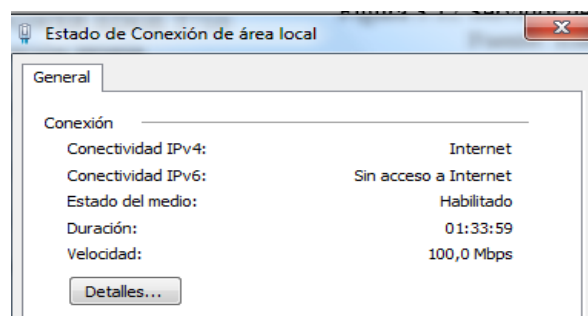 Estado de Conexión de área local
General
Conexión
Conectividad IPv4: Internet
Conectividad IPv6: Sin acceso a Internet
Estado del medio: Habilitado
Duración: 01:33:59
Velocidad: 100,0 Mbps
Detalles...